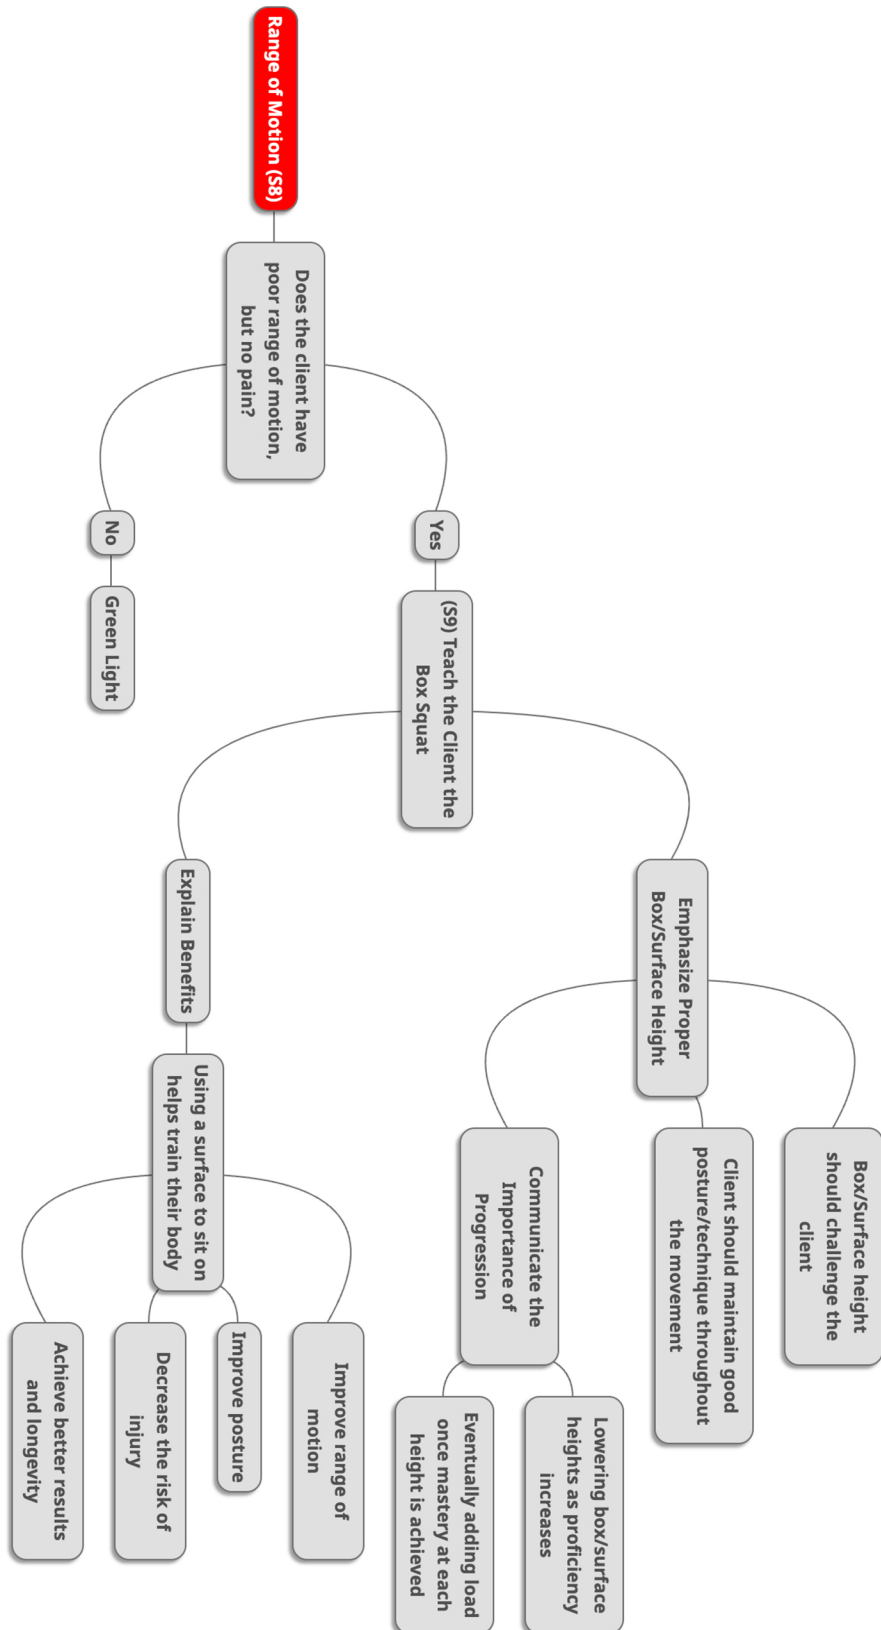 Range of Motion (S8)
Does the client have
poor range of motion,
but no pain?
Yes
(S9) Teach the Client the
Box Squat
Emphasize Proper
Box/Surface Height
Box/Surface height
should challenge the
client
Client should maintain good
posture/technique throughout
the movement
Communicate the
Importance of
Progression
Lowering box/surface
heights as proficiency
increases
Eventually adding load
once mastery at each
height is achieved
Explain Benefits
Using a surface to sit on
helps train their body
Improve range of
motion
Improve posture
Decrease the risk of
injury
Achieve better results
and longevity
No
Green Light